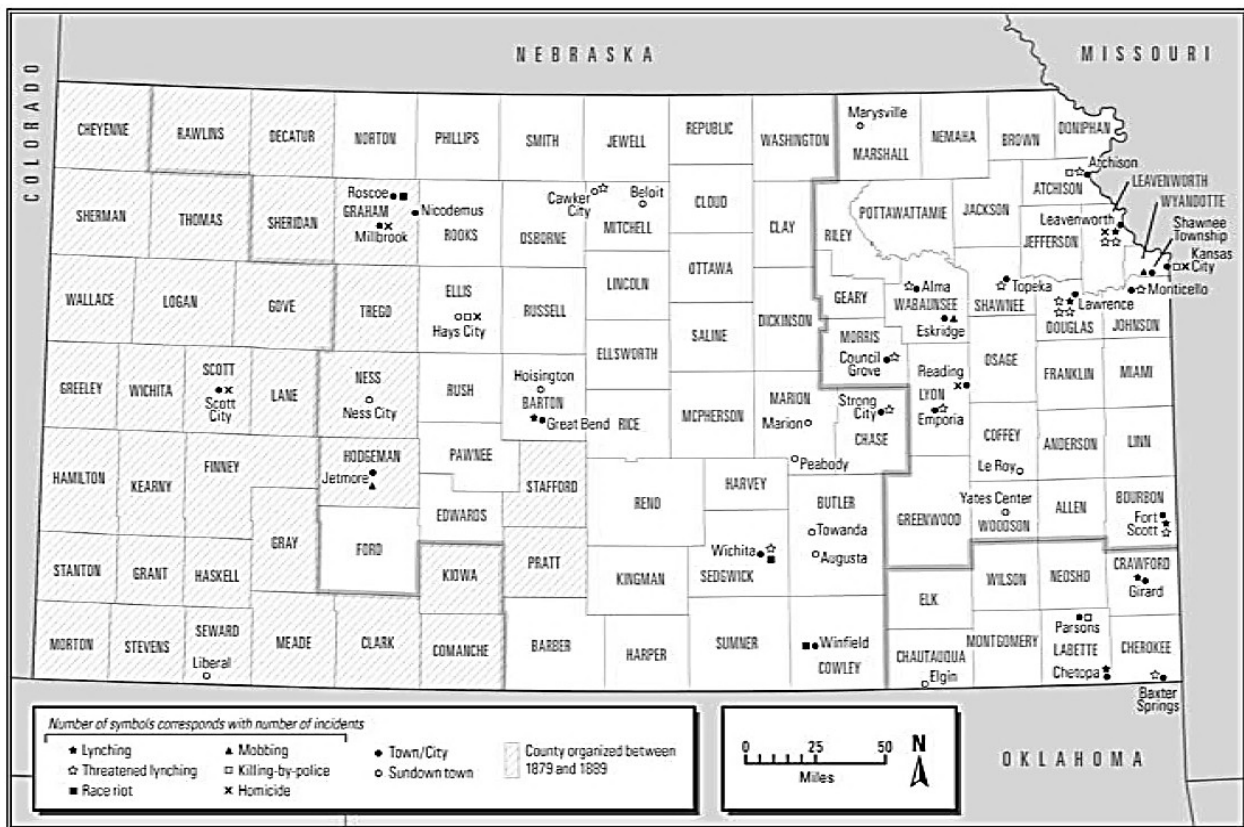 NEBRASKA
MISSOURI
COLORADO
CHEYENNE
RAWLINS
DECATUR
NORTON
PHILLIPS
SMITH
JEWELL
REPUBLIC
WASHINGTON
Marysville
MARSHALL
NEMAHA
BROWN
DONIPHAN
Atchison
ATCHISON
LEAVENWORTH
WYANDOTTE
Shawnee
Township
Kansas
City
SHERMAN
THOMAS
SHERIDAN
Roscoe
GRAHAM
Millbrook
Nicodemus
ROOKS
OSBORNE
Cawker
City
Beloit
MITCHELL
CLOUD
CLAY
RILEY
POTTAWATTAMIE
JACKSON
JEFFERSON
Leavenworth
Monticello
WALLACE
LOGAN
GOVE
TREGO
ELLIS
Hays City
RUSSELL
LINCOLN
OTTAWA
SALINE
DICKINSON
GEARY
Alma
WABAUNSEE
Eskridge
Topeka
SHAWNEE
Lawrence
DOUGLAS
JOHNSON
ELLSWORTH
MORRIS
Council
Grove
OSAGE
FRANKLIN
MIAMI
GREELEY
WICHITA
SCOTT
Scott
City
LANE
NESS
Ness City
RUSH
Hoisington
BARTON
Great Bend
RICE
MCPHERSON
MARION
Marion
Peabody
Strong
City
CHASE
Reading
LYON
Emporia
COFFEY
Le Roy
ANDERSON
LINN
HAMILTON
KEARNY
FINNEY
HODGEMAN
Jetmore
PAWNEE
STAFFORD
RENO
HARVEY
BUTLER
Towanda
Augusta
GREENWOOD
Yates Center
WOODSON
ALLEN
BOURBON
Fort
Scott
EDWARDS
GRAY
FORD
STANTON
GRANT
HASKELL
KIOWA
PRATT
KINGMAN
Wichita
SEDGWICK
ELK
WILSON
NEOSHO
CRAWFORD
Girard
MORTON
STEVENS
SEWARD
Liberal
MEADE
CLARK
COMANCHE
BARBER
HARPER
SUMNER
Winfield
COWLEY
CHAUTAUQUA
Elgin
MONTGOMERY
Parsons
LABETTE
Chetopa
CHEROKEE
Baxter
Springs
OKLAHOMA
Number of symbols corresponds with number of incidents
Lynching
Threatened lynching
Race riot
Mobbing
Killing-by-police
Homicide
Town/City
Sundown town
County organized between
1879 and 1889
0 25 50
Miles
N